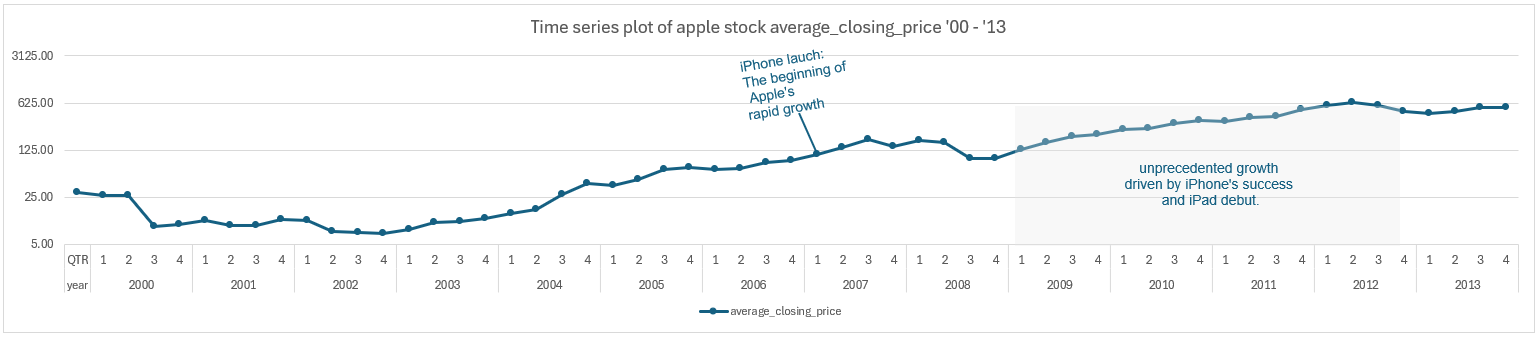 Time series plot of apple stock average_closing_price '00 - '13
3125.00
625.00
125.00
25.00
5.00
iPhone lauch:
The beginning of
Apple's
rapid growth
unprecedented growth
driven by iPhone's success
and iPad debut.
QTR 1 2 3 4 1 2 3 4 1 2 3 4 1 2 3 4 1 2 3 4 1 2 3 4 1 2 3 4 1 2 3 4 1 2 3 4 1 2 3 4 1 2 3 4 1 2 3 4 1 2 3 4 1 2 3 4
year 2000 2001 2002 2003 2004 2005 2006 2007 2008 2009 2010 2011 2012 2013
average_closing_price